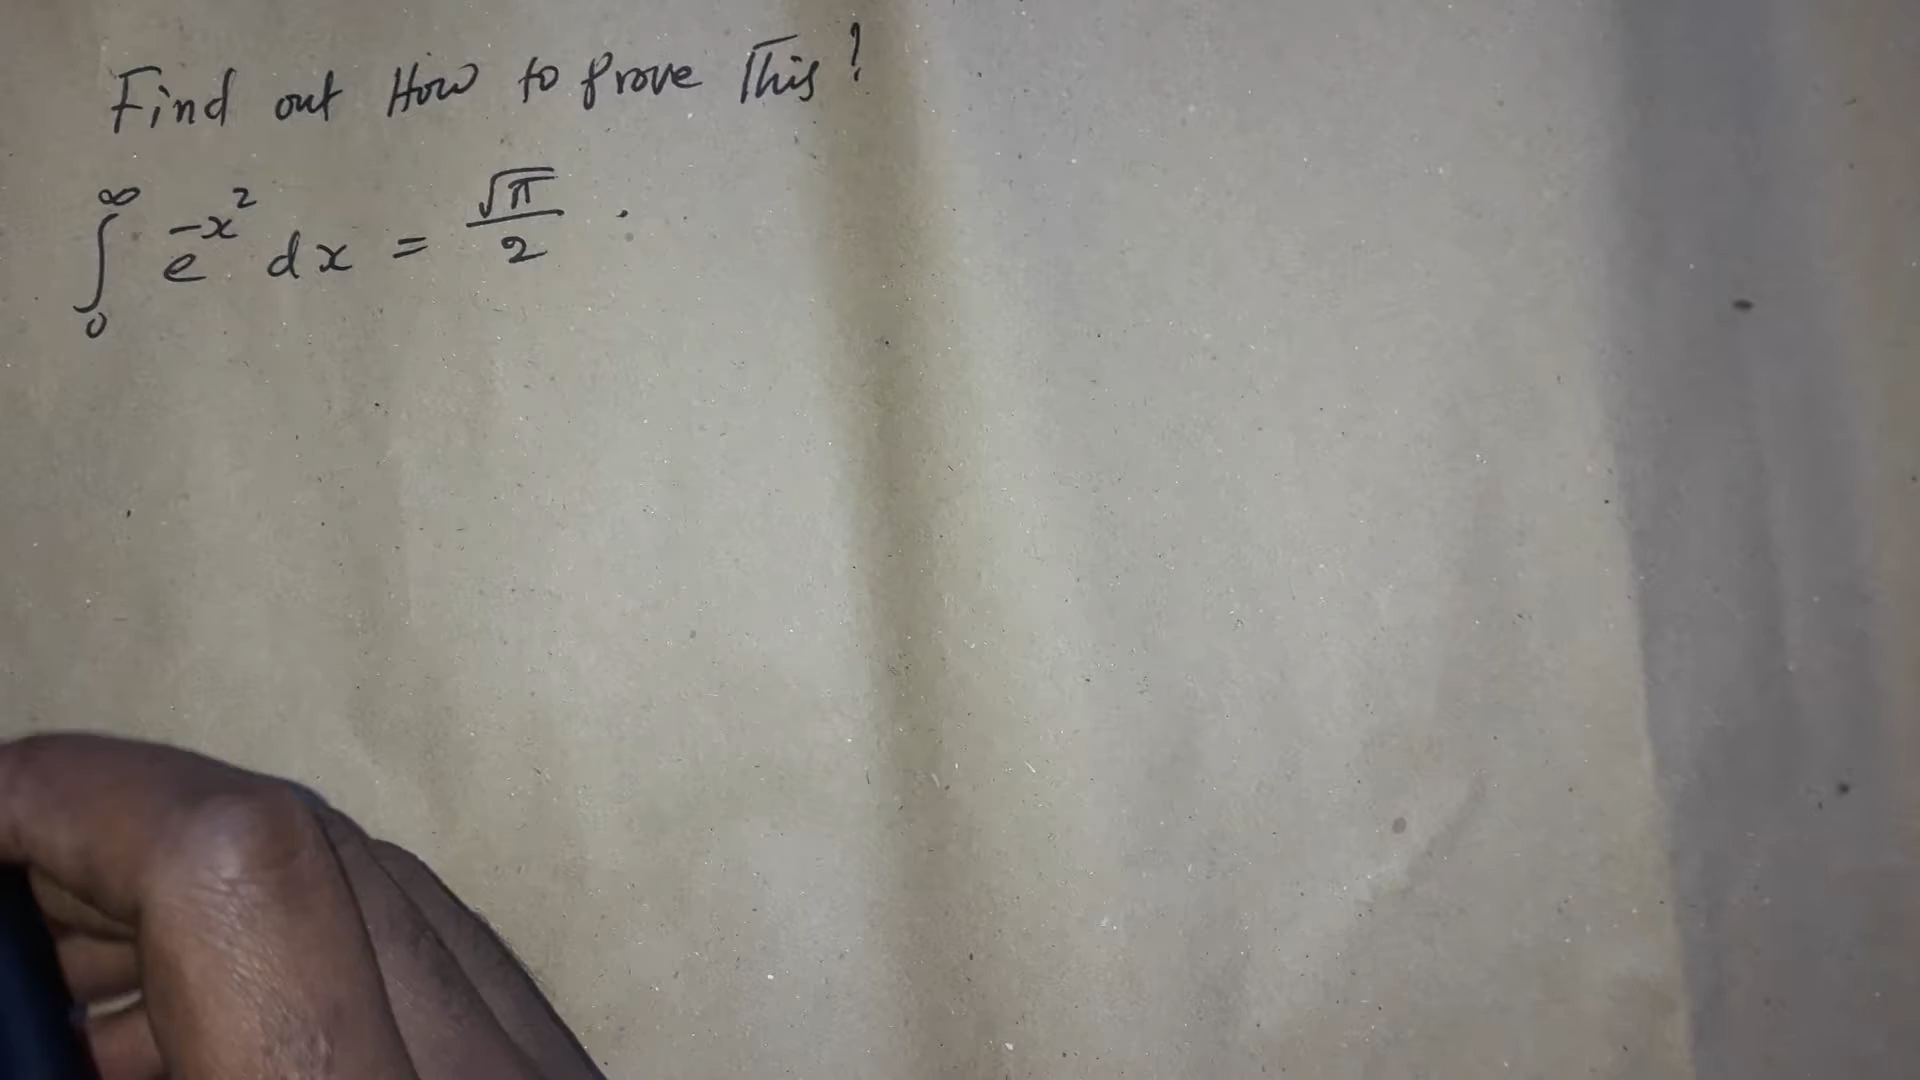 Find out How to prove This!
∫₀^∞ e^{-x²} dx = √π/2 .